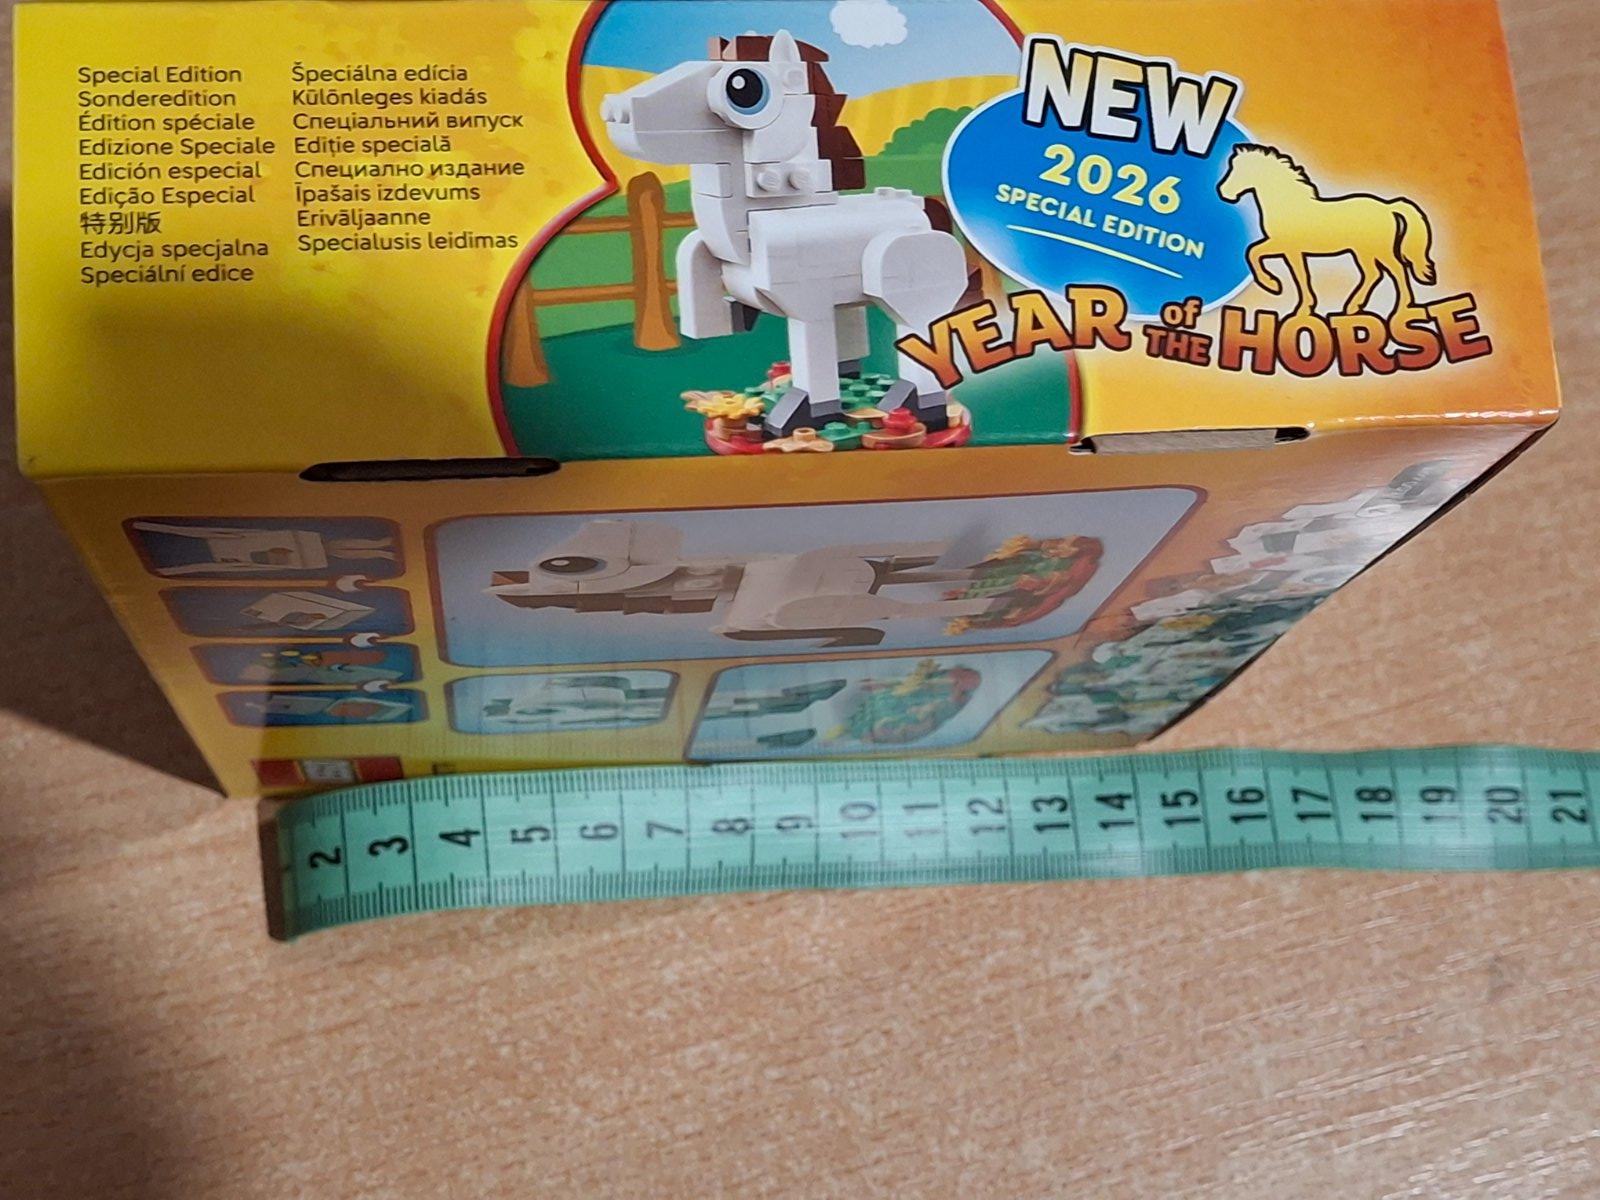 Special Edition
Sonderedition
Édition spéciale
Edizione Speciale
Edición especial
Edição Especial
特别版
Edycja specjalna
Speciální edice
Špeciálna edícia
Különleges kiadás
Спеціальний випуск
Ediție specială
Специално издание
Īpašais izdevums
Eriväljaanne
Specialusis leidimas
NEW
2026
SPECIAL EDITION
YEAR of THE HORSE
2 3 4 5 6 7 8 9 10 11 12 13 14 15 16 17 18 19 20 21